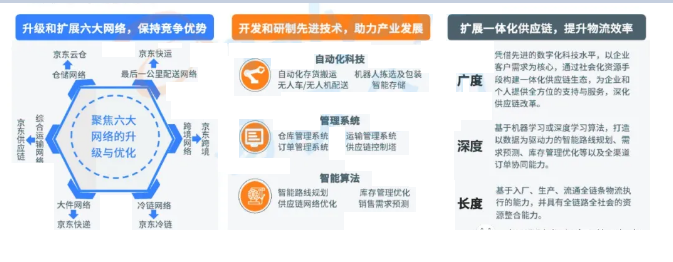 升级和扩展六大网络，保持竞争优势
京东云仓
仓储网络
京东快运
最后一公里配送网络
京东供应链
综合运输网络
聚焦六大
网络的升
级与优化
跨境网络
京东跨境
大件网络
京东快递
冷链网络
京东冷链
开发和研制先进技术，助力产业发展
自动化科技
自动化存货搬运 机器人拣选及包装
无人车/无人机配送 智能存储
管理系统
仓库管理系统 运输管理系统
订单管理系统 供应链控制塔
智能算法
智能路线规划 库存管理优化
供应链网络优化 销售需求预测
扩展一体化供应链，提升物流效率
广度
凭借先进的数字化科技水平，以企业
客户需求为核心，通过社会化资源手
段构建一体化供应链生态，为企业和
个人提供全方位的支持与服务，深化
供应链改革。
深度
基于机器学习或深度学习算法，打造
以数据为驱动力的智能路线规划、需
求预测、库存管理优化等以及全渠道
订单协同能力。
长度
基于入厂、生产、流通全链条物流执
行的能力，并具有全链路全社会的资
源整合能力。